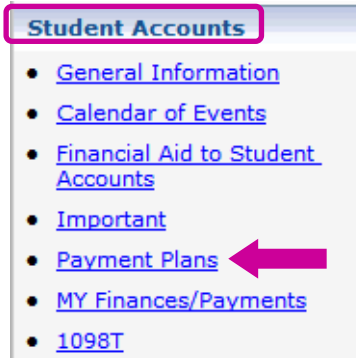 Student Accounts
• General Information
• Calendar of Events
• Financial Aid to Student
Accounts
• Important
• Payment Plans
• MY Finances/Payments
• 1098T